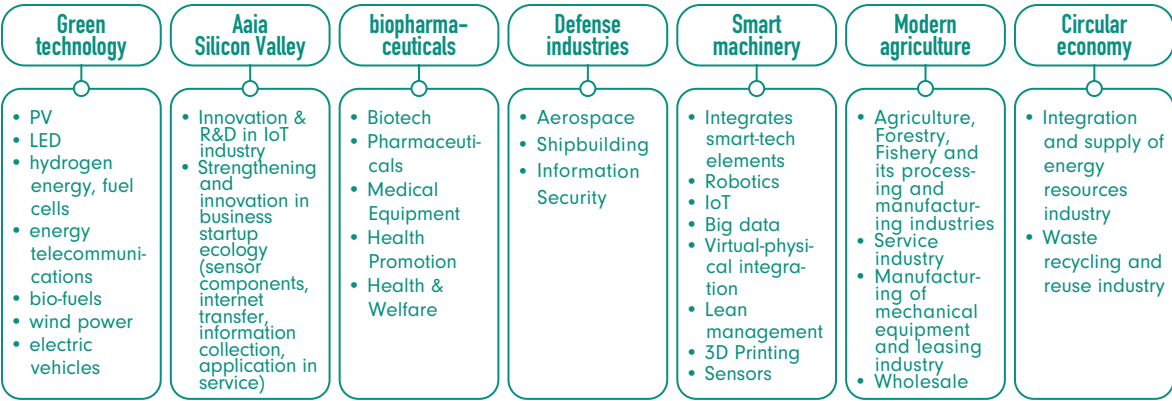 Green
technology
• PV
• LED
• hydrogen
energy, fuel
cells
• energy
telecommuni-
cations
• bio-fuels
• wind power
• electric
vehicles
Aaia
Silicon Valley
• Innovation &
R&D in IoT
industry
• Strengthening
and
innovation in
business
startup
ecology
(sensor
components,
internet
transfer,
information
collection,
application in
service)
biopharma-
ceuticals
• Biotech
• Pharmaceuti-
cals
• Medical
Equipment
• Health
Promotion
• Health &
Welfare
Defense
industries
• Aerospace
• Shipbuilding
• Information
Security
Smart
machinery
• Integrates
smart-tech
elements
• Robotics
• IoT
• Big data
• Virtual-physi-
cal integra-
tion
• Lean
management
• 3D Printing
• Sensors
Modern
agriculture
• Agriculture,
Forestry,
Fishery and
its process-
ing and
manufactur-
ing industries
• Service
industry
• Manufactur-
ing of
mechanical
equipment
and leasing
industry
• Wholesale
Circular
economy
• Integration
and supply of
energy
resources
industry
• Waste
recycling and
reuse industry